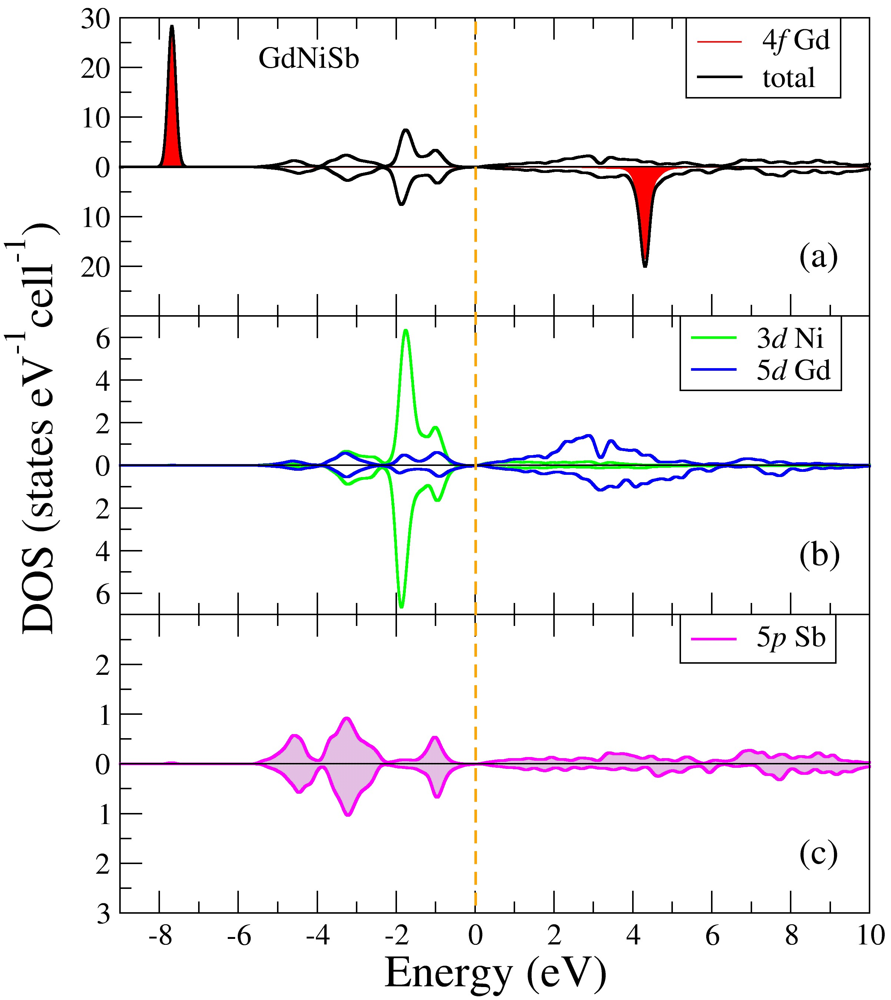 DOS (states eV-1 cell-1)
30
20
10
0
10
20
GdNiSb
4f Gd
total
(a)
6
4
2
0
2
4
6
3d Ni
5d Gd
(b)
2
1
0
1
2
3
5p Sb
(c)
-8 -6 -4 -2 0 2 4 6 8 10
Energy (eV)